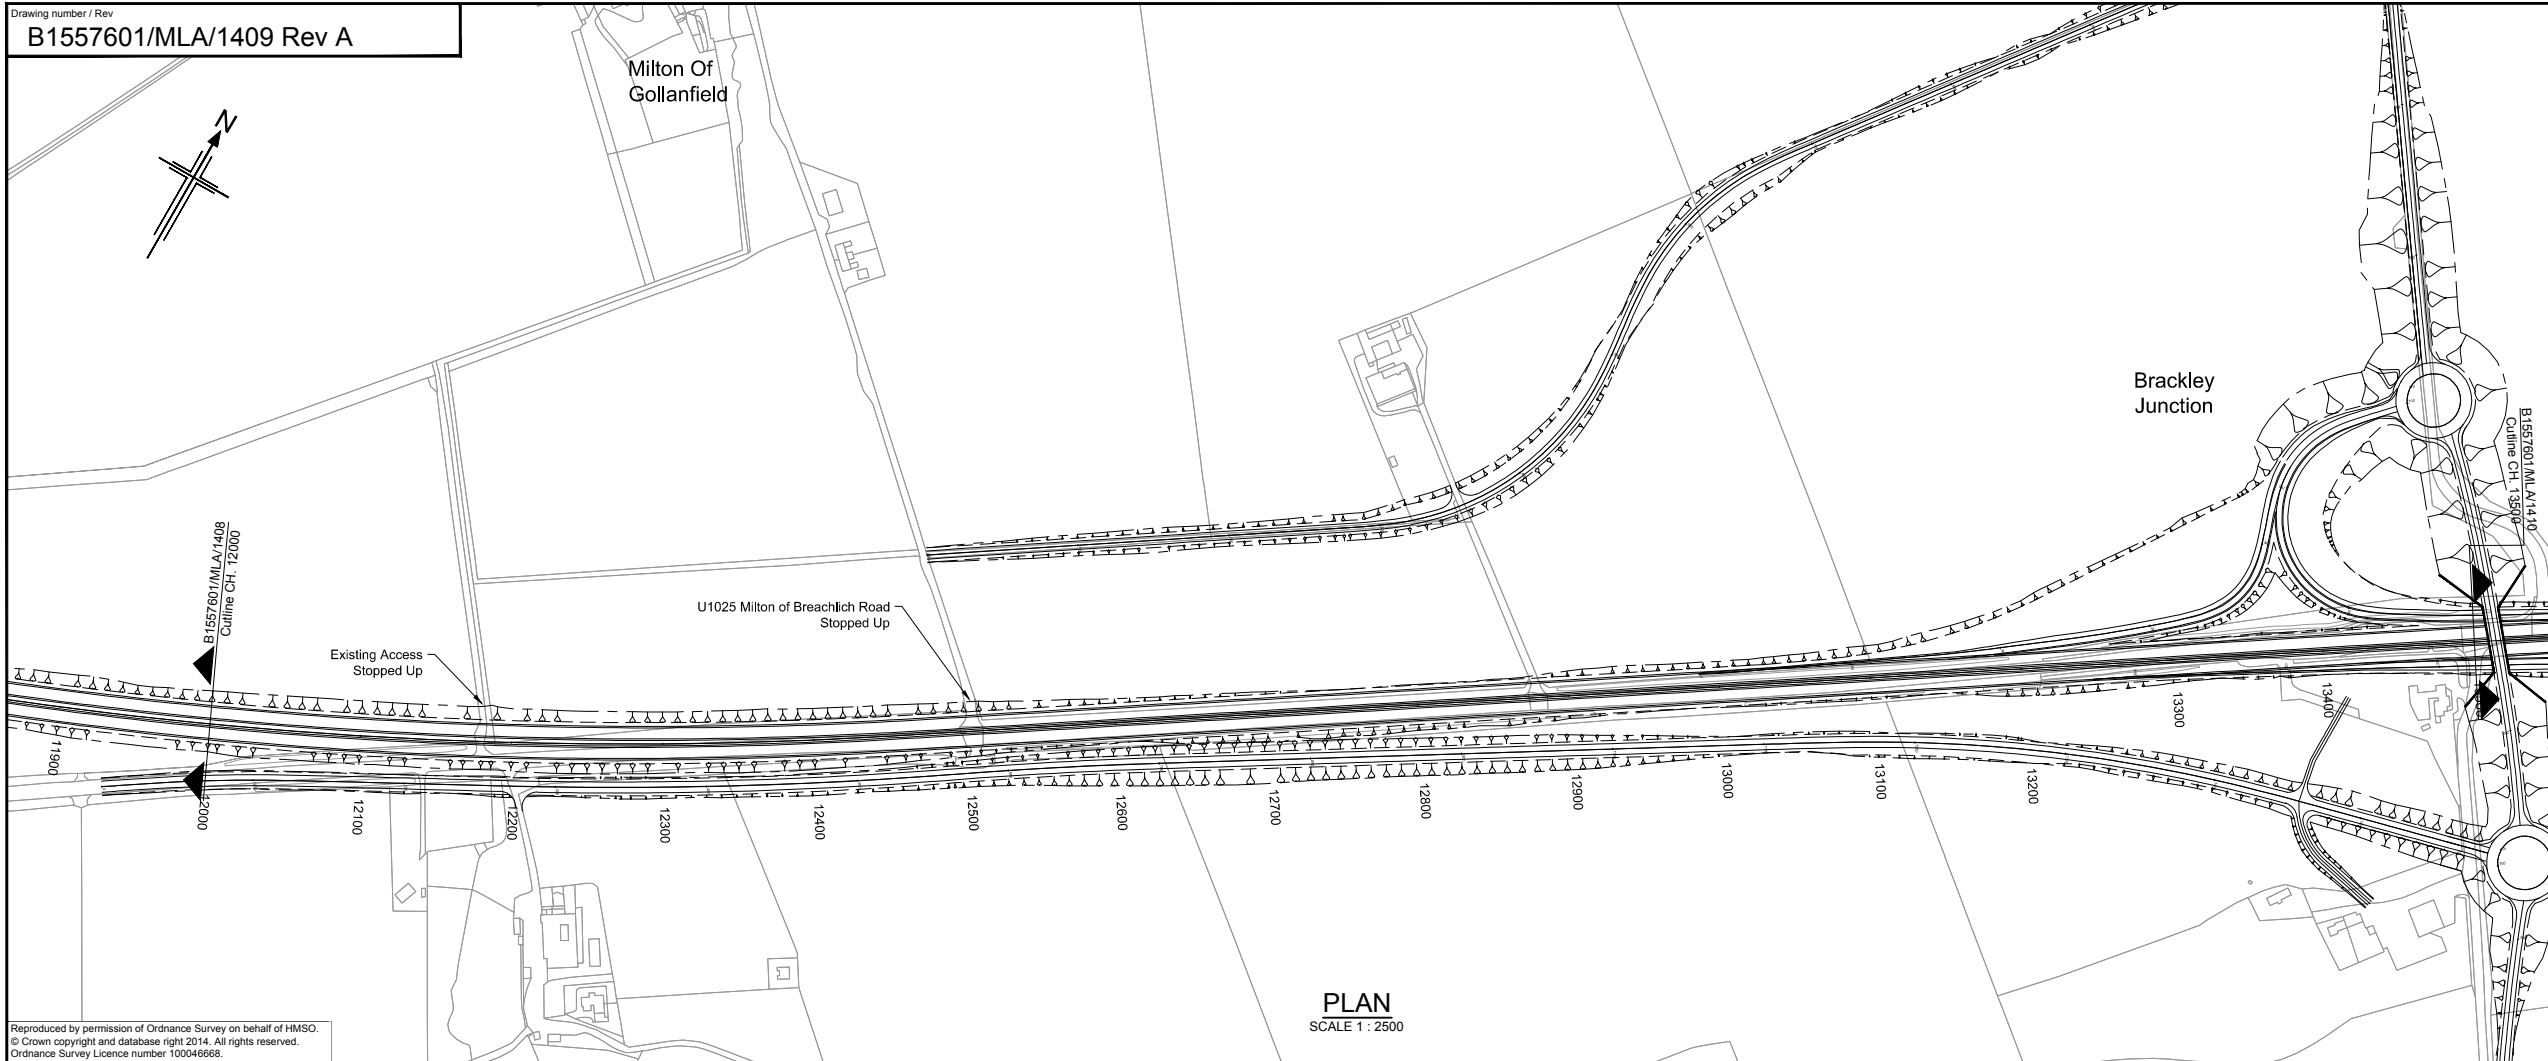 Drawing number / Rev
B1557601/MLA/1409 Rev A
Milton Of
Gollanfield
N
Brackley
Junction
B1557601/MLA/1410
Cutline CH. 13500
B1557601/MLA/1408
Cutline CH. 12000
U1025 Milton of Breachlich Road
Stopped Up
Existing Access
Stopped Up
11900
12000
12100
12200
12300
12400
12500
12600
12700
12800
12900
13000
13100
13200
13300
13400
PLAN
SCALE 1 : 2500
Reproduced by permission of Ordnance Survey on behalf of HMSO.
© Crown copyright and database right 2014. All rights reserved.
Ordnance Survey Licence number 100046668.